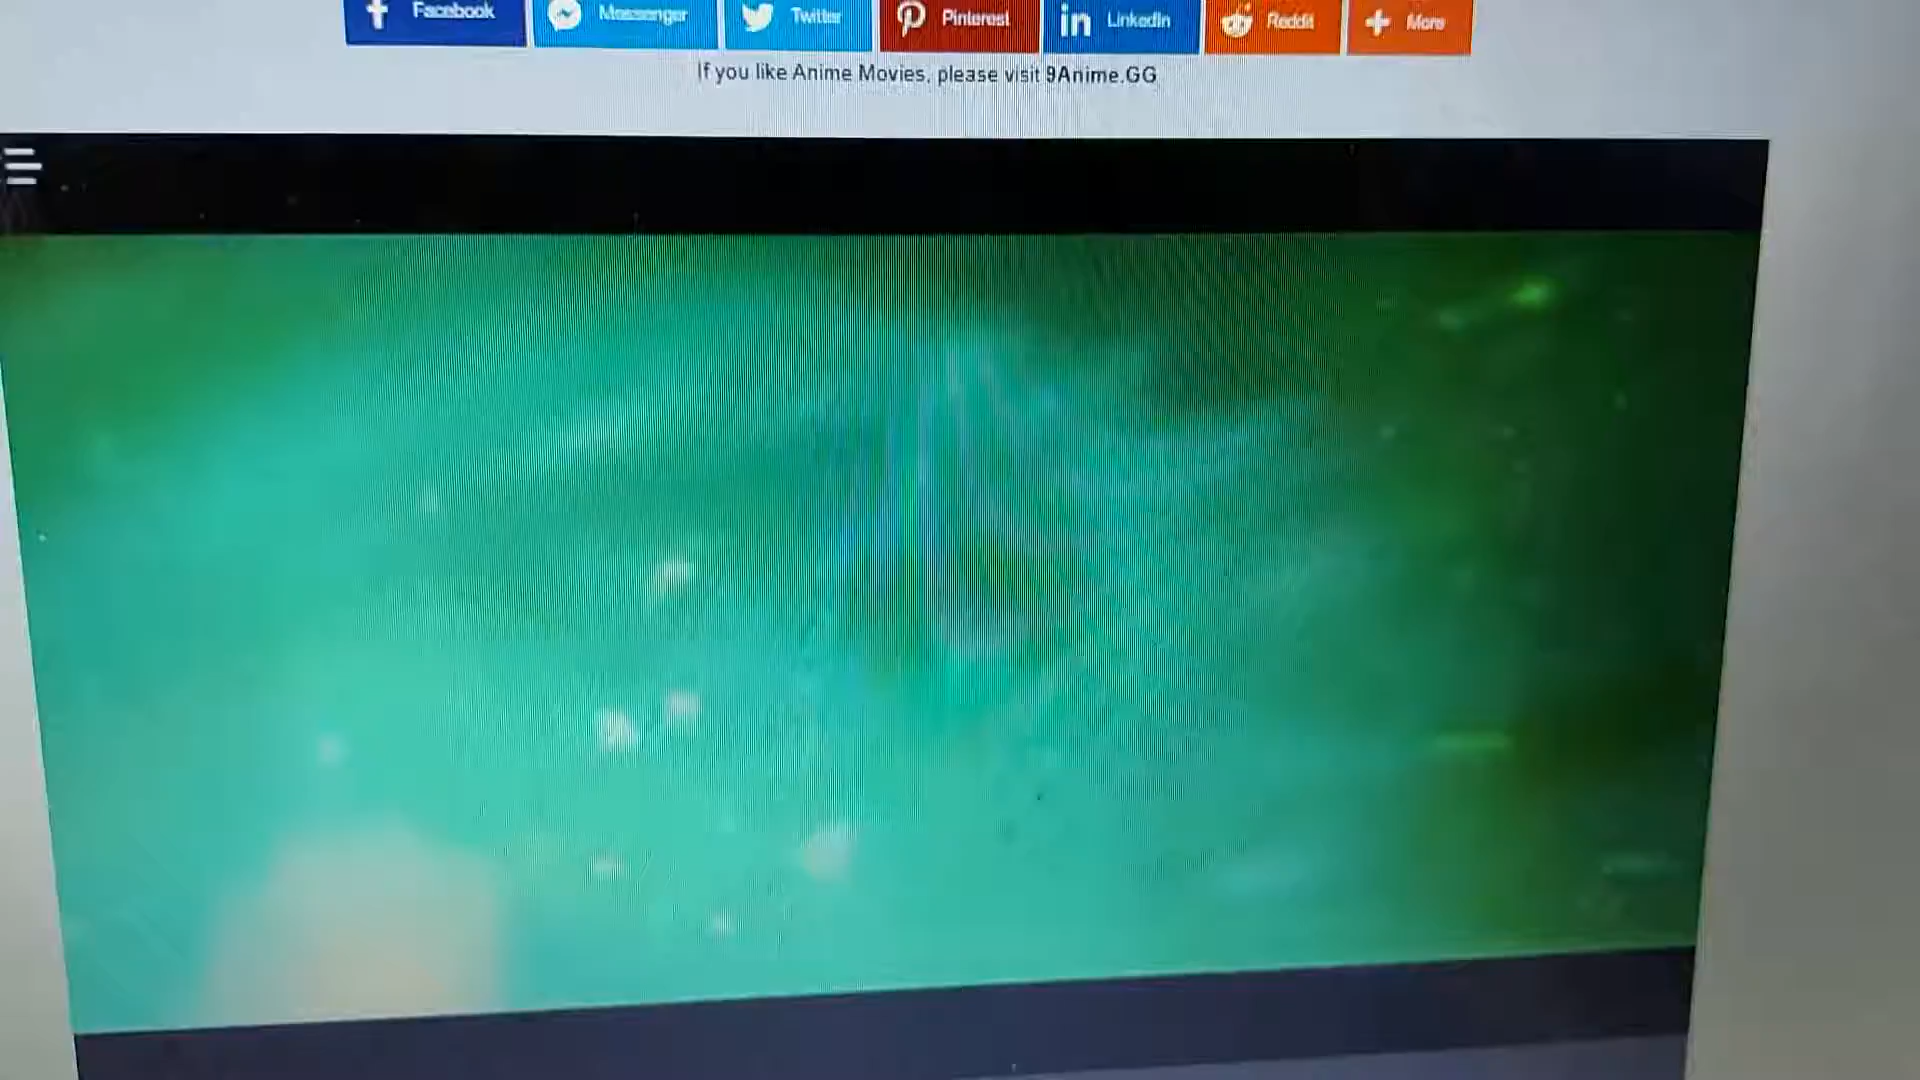 Facebook Messenger Twitter Pinterest LinkedIn Reddit More
If you like Anime Movies, please visit 9Anime.GG